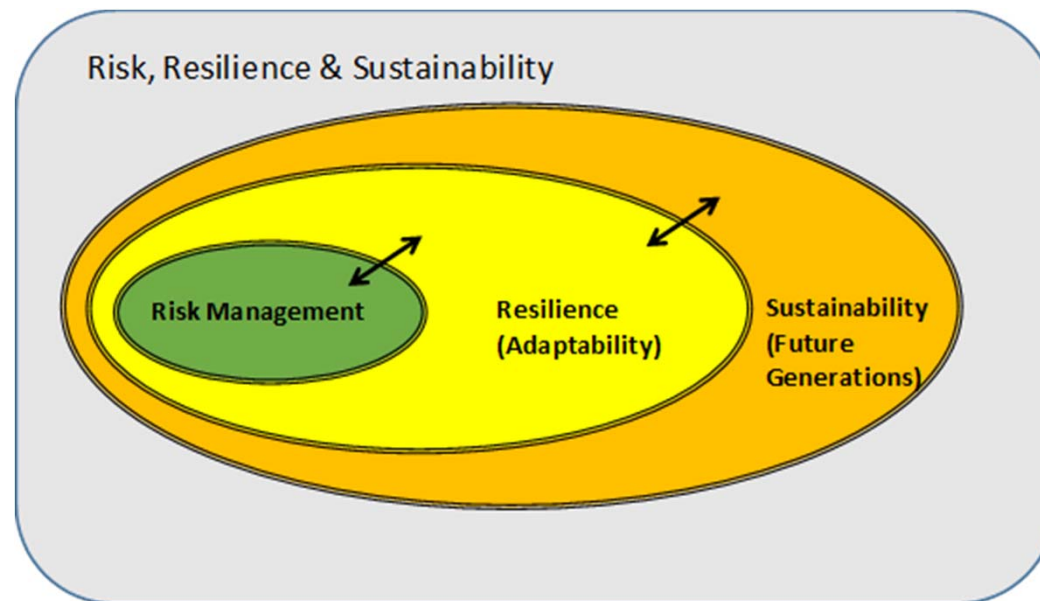 Risk, Resilience & Sustainability
Risk Management
Resilience
(Adaptability)
Sustainability
(Future
Generations)